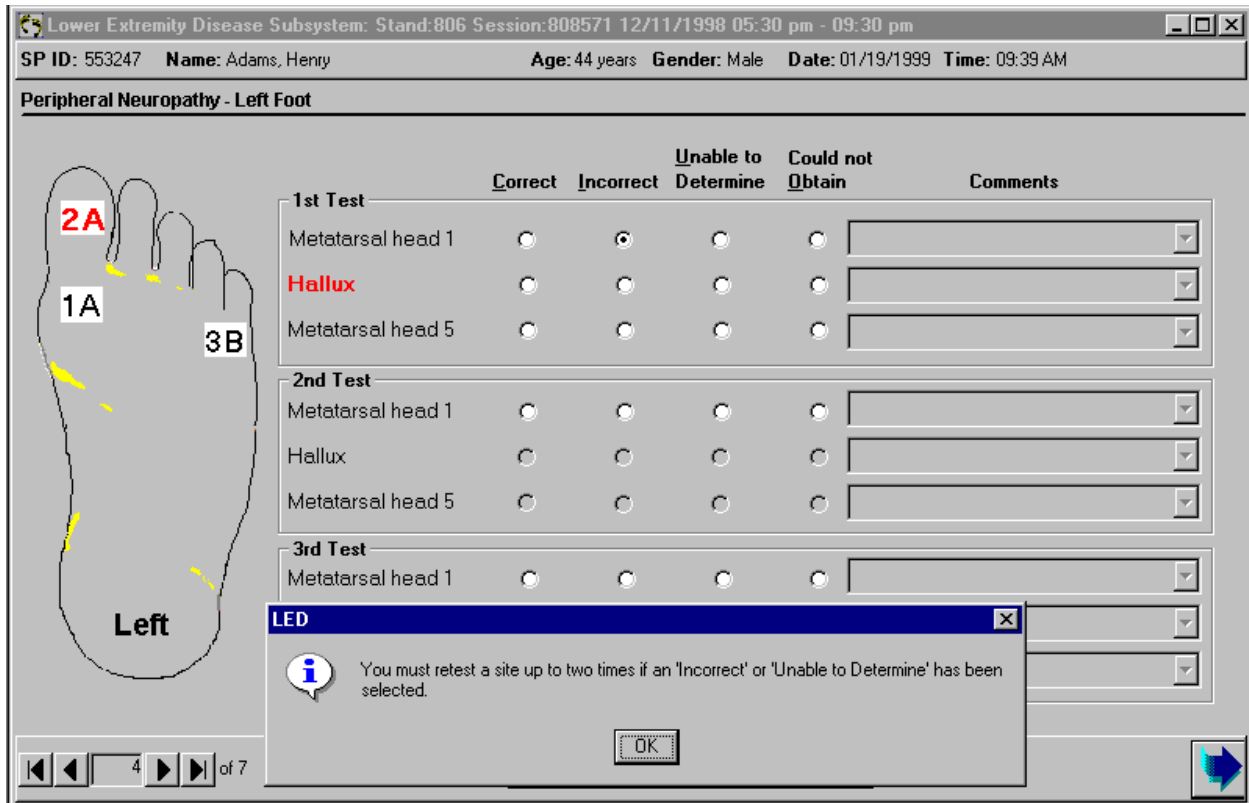 Lower Extremity Disease Subsystem: Stand:806 Session:808571 12/11/1998 05:30 pm - 09:30 pm
SP ID: 553247 Name: Adams, Henry Age: 44 years Gender: Male Date: 01/19/1999 Time: 09:39 AM
Peripheral Neuropathy - Left Foot
Correct Incorrect Unable to Determine Could not Obtain Comments
1st Test
Metatarsal head 1
Hallux
Metatarsal head 5
2nd Test
Metatarsal head 1
Hallux
Metatarsal head 5
3rd Test
Metatarsal head 1
2A
1A
3B
Left
LED
You must retest a site up to two times if an 'Incorrect' or 'Unable to Determine' has been
selected.
OK
4 of 7